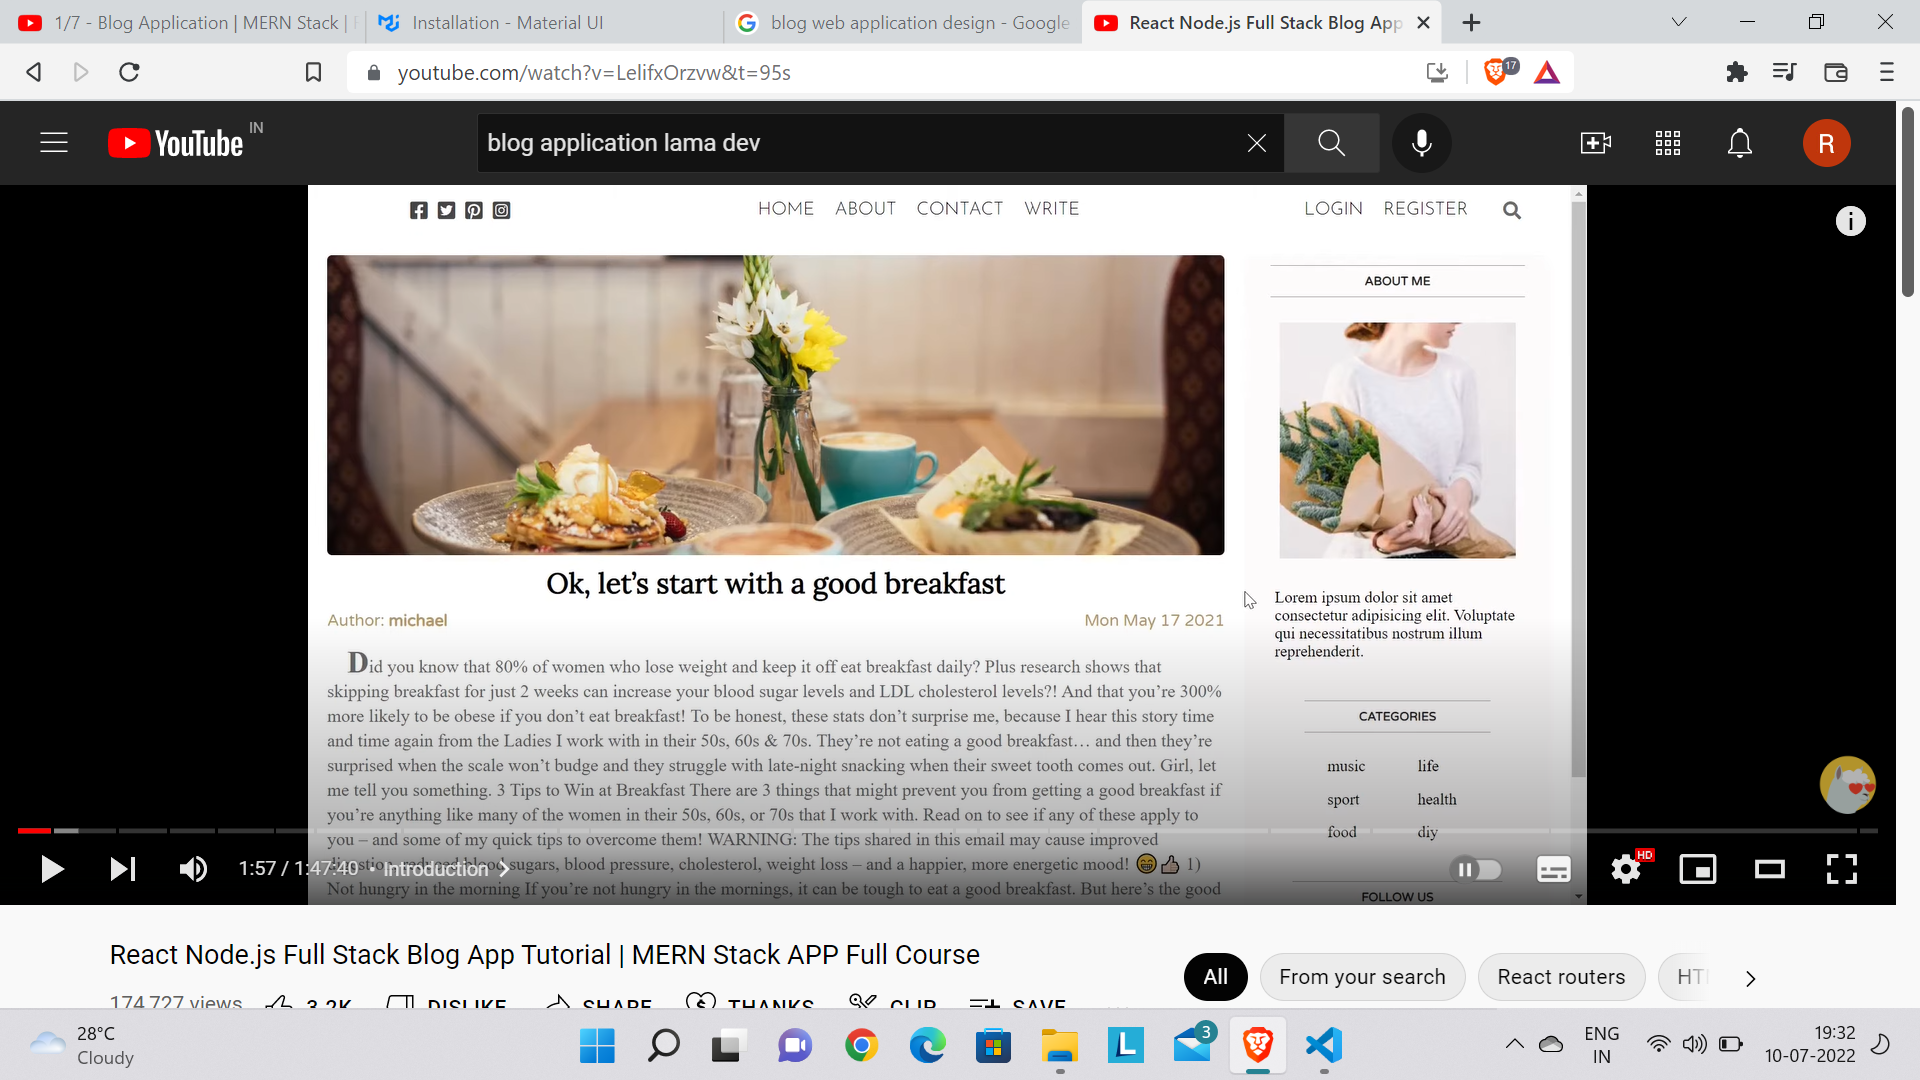 1/7 - Blog Application | MERN Stack |
Installation - Material UI
blog web application design - Google
React Node.js Full Stack Blog App
youtube.com/watch?v=LelifxOrzvw&t=95s
17
YouTube IN
blog application lama dev
R
HOME ABOUT CONTACT WRITE
LOGIN REGISTER
ABOUT ME
Ok, let’s start with a good breakfast
Author: michael
Mon May 17 2021
Did you know that 80% of women who lose weight and keep it off eat breakfast daily? Plus research shows that
skipping breakfast for just 2 weeks can increase your blood sugar levels and LDL cholesterol levels?! And that you’re 300%
more likely to be obese if you don’t eat breakfast! To be honest, these stats don’t surprise me, because I hear this story time
and time again from the Ladies I work with in their 50s, 60s & 70s. They’re not eating a good breakfast… and then they’re
surprised when the scale won’t budge and they struggle with late-night snacking when their sweet tooth comes out. Girl, let
me tell you something. 3 Tips to Win at Breakfast There are 3 things that might prevent you from getting a good breakfast if
you’re anything like many of the women in their 50s, 60s, or 70s that I work with. Read on to see if any of these apply to
you – and some of my quick tips to overcome them! WARNING: The tips shared in this email may cause improved
sugars, blood pressure, cholesterol, weight loss – and a happier, more energetic mood! 😁👍 1)
Not hungry in the morning If you’re not hungry in the mornings, it can be tough to eat a good breakfast. But here’s the good
Lorem ipsum dolor sit amet
consectetur adipisicing elit. Voluptate
qui necessitatibus nostrum illum
reprehenderit.
CATEGORIES
music life
sport health
food diy
FOLLOW US
1:57 / 1:47:40 • Introduction
HD
React Node.js Full Stack Blog App Tutorial | MERN Stack APP Full Course
174,727 views 3.2K DISLIKE SHARE THANKS CLIP SAVE
All From your search React routers
28°C
Cloudy
3
ENG
IN
19:32
10-07-2022